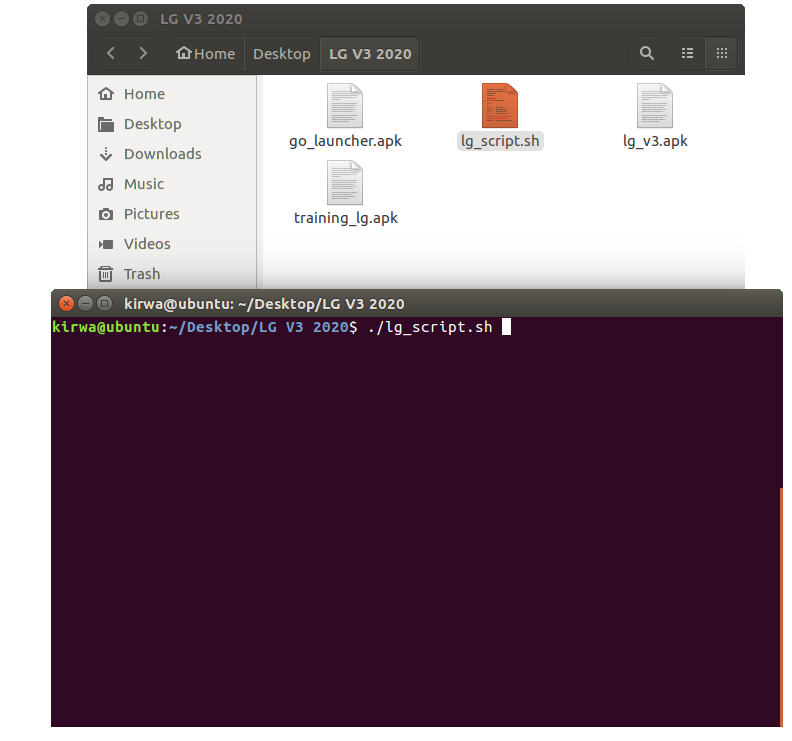 LG V3 2020
Home Desktop LG V3 2020
Home
Desktop
Downloads
Music
Pictures
Videos
Trash
go_launcher.apk lg_script.sh lg_v3.apk
training_lg.apk
kirwa@ubuntu: ~/Desktop/LG V3 2020
kirwa@ubuntu:~/Desktop/LG V3 2020$ ./lg_script.sh